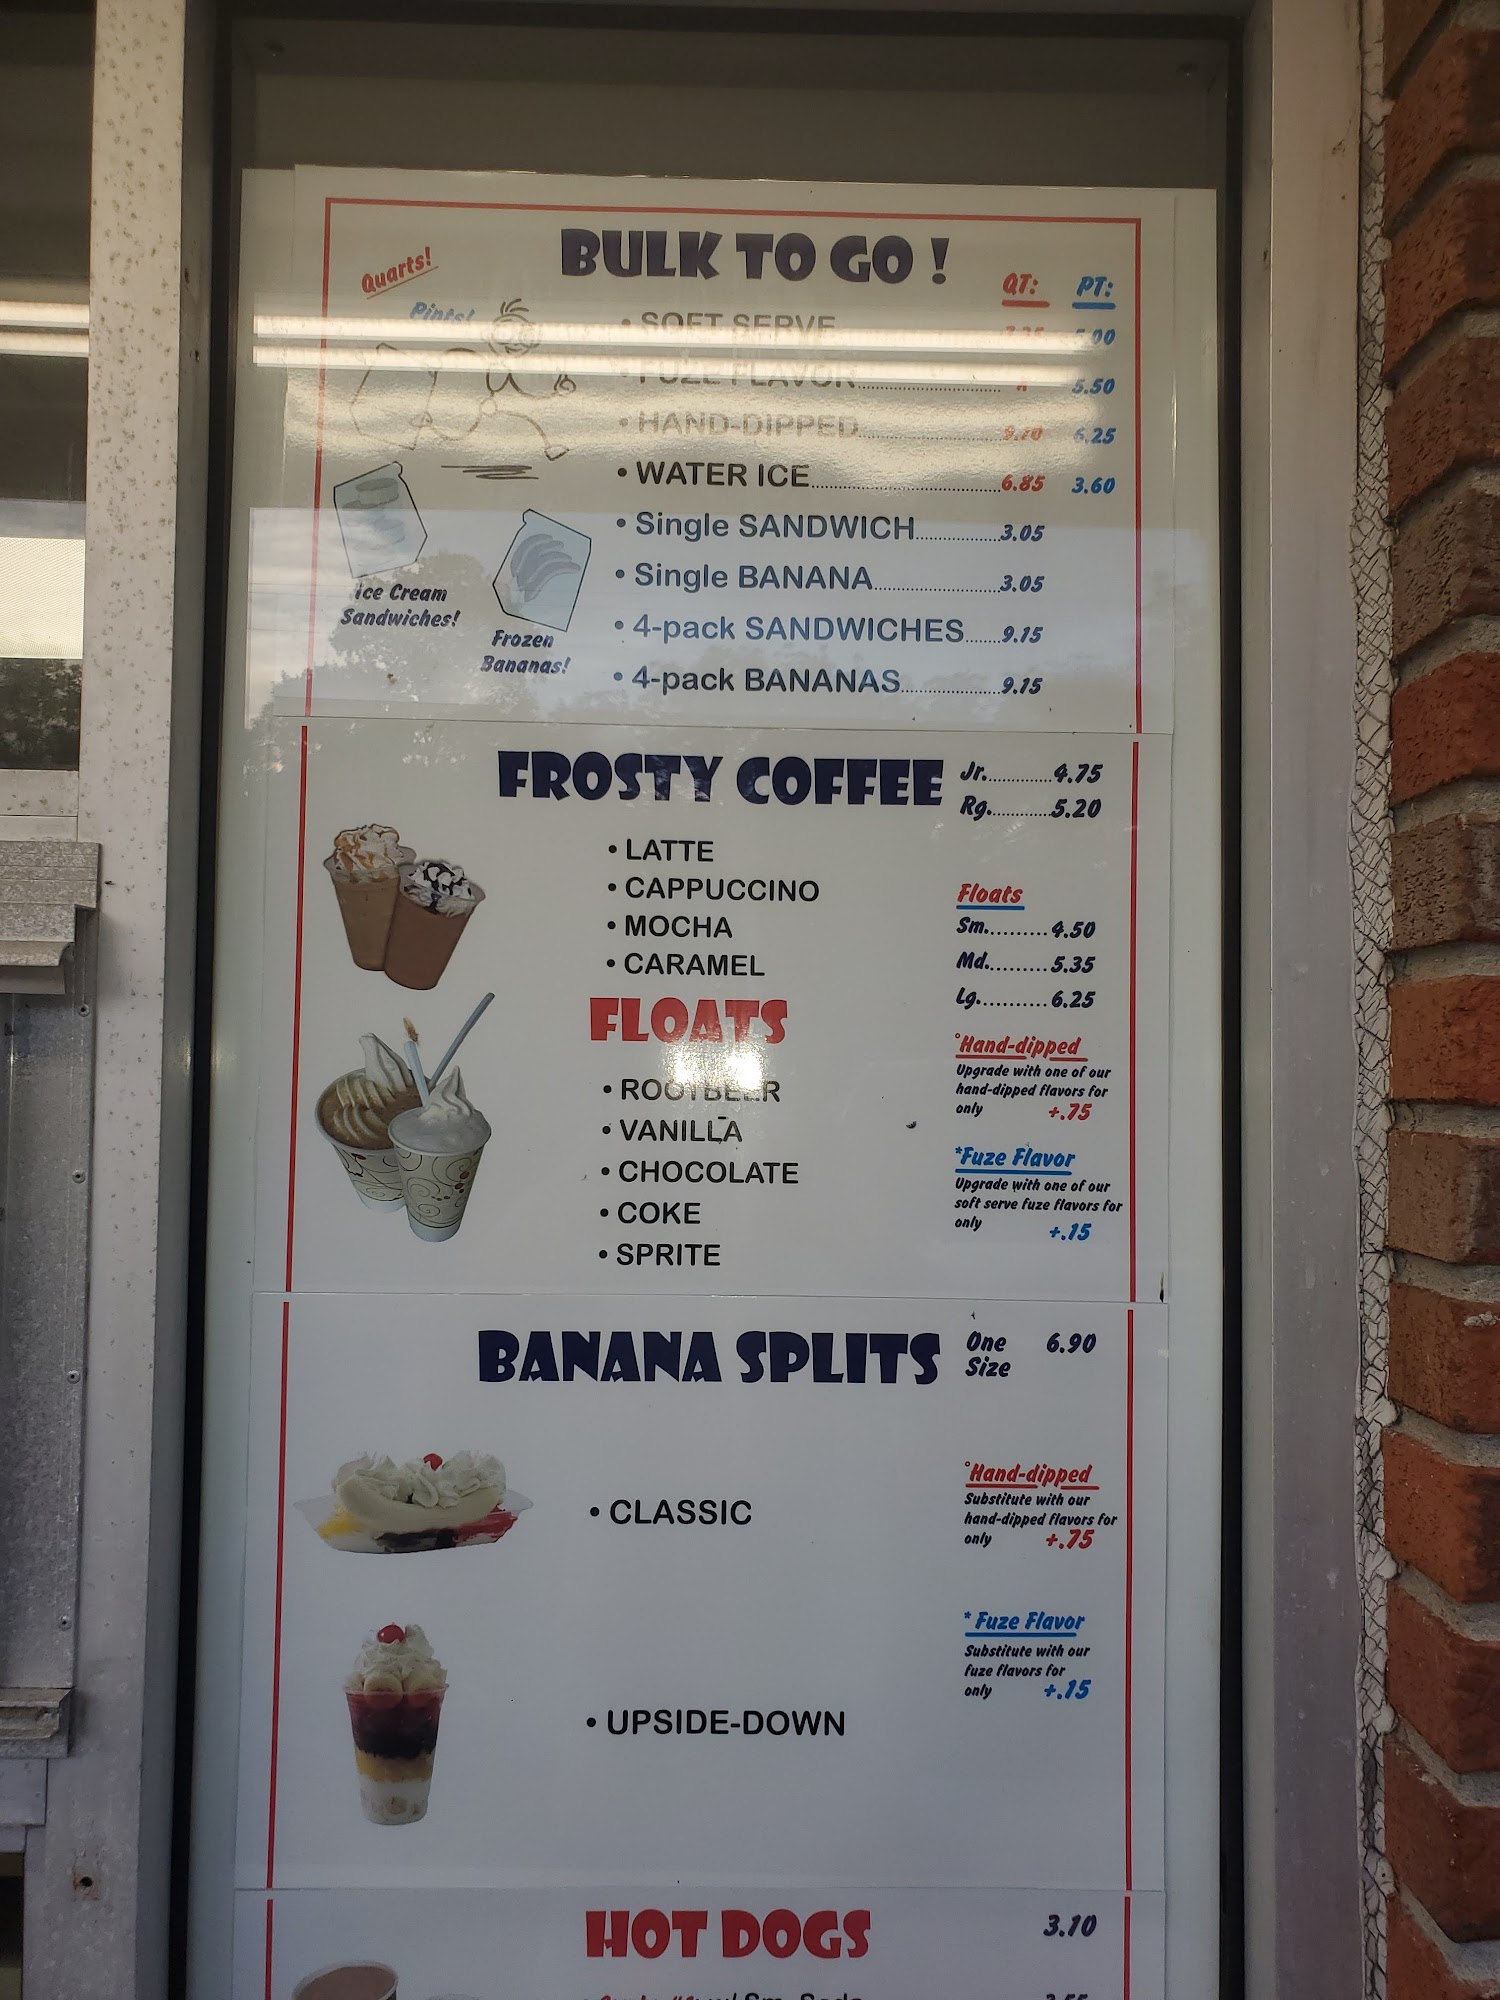 BULK TO GO !
Quarts!
Pints!
QT: PT:
• SOFT SERVE 5.00
• FUZE FLAVOR 5.50
• HAND-DIPPED 6.25
• WATER ICE 6.85 3.60
• Single SANDWICH 3.05
• Single BANANA 3.05
• 4-pack SANDWICHES 9.15
• 4-pack BANANAS 9.15
Ice Cream
Sandwiches!
Frozen
Bananas!
FROSTY COFFEE
Jr. 4.75
Rg. 5.20
• LATTE
• CAPPUCCINO
• MOCHA
• CARAMEL
FLOATS
• ROOTBEER
• VANILLA
• CHOCOLATE
• COKE
• SPRITE
Floats
Sm. 4.50
Md. 5.35
Lg. 6.25
°Hand-dipped
Upgrade with one of our
hand-dipped flavors for
only +.75
*Fuze Flavor
Upgrade with one of our
soft serve fuze flavors for
only +.15
BANANA SPLITS
One 6.90
Size
• CLASSIC
• UPSIDE-DOWN
°Hand-dipped
Substitute with our
hand-dipped flavors for
only +.75
* Fuze Flavor
Substitute with our
fuze flavors for
only +.15
HOT DOGS 3.10